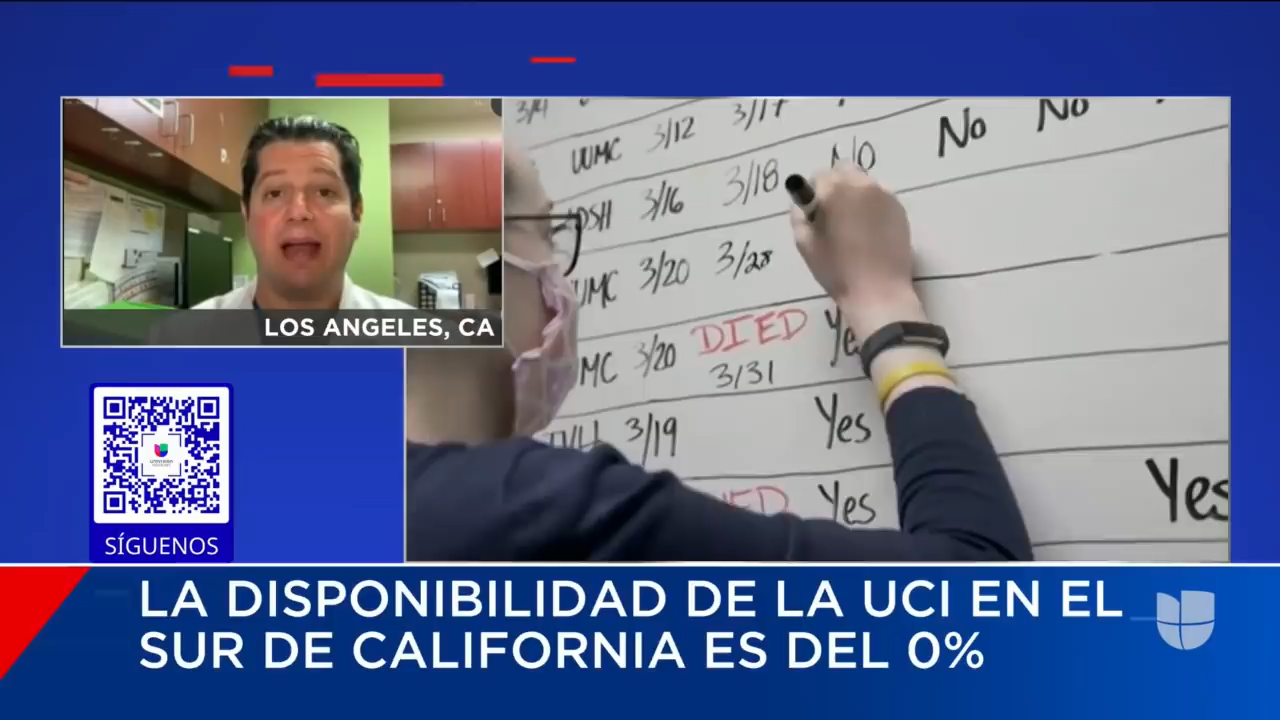 3/12 3/17
UUMC
No No
3/16 3/18 No
3/20 3/28
3/20 DIED Yes
MC
3/31
3/19 Yes
Yes
Yes
LOS ANGELES, CA
SÍGUENOS
LA DISPONIBILIDAD DE LA UCI EN EL
SUR DE CALIFORNIA ES DEL 0%